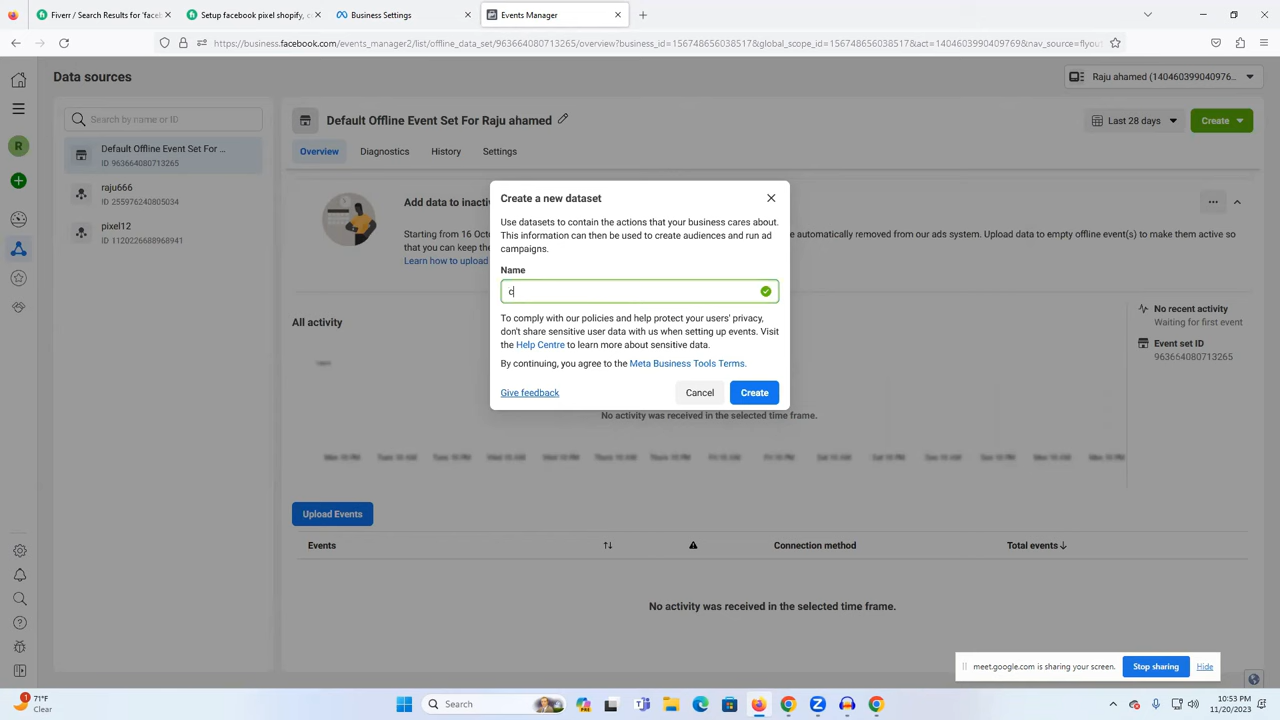 Fiverr / Search Results for 'face
Setup facebook pixel shopify, c
Business Settings
Events Manager
https://business.facebook.com/events_manager2/list/offline_data_set/963664080713265/overview?business_id=156748656038517&global_scope_id=156748656038517&act=1404603990409769&nav_source=flyou
Data sources
Raju ahamed (140460399040976...
Search by name or ID
Default Offline Event Set For Raju ahamed
Last 28 days
Create
R
Default Offline Event Set For ...
ID 963664080713265
Overview
Diagnostics
History
Settings
raju666
ID 255976240805034
pixel12
ID 1120226688968941
Add data to inacti
Starting from 16 Octo
e automatically removed from our ads system. Upload data to empty offline event(s) to make them active so
that you can keep the
Learn how to upload
Create a new dataset
Use datasets to contain the actions that your business cares about.
This information can then be used to create audiences and run ad
campaigns.
Name
c
To comply with our policies and help protect your users' privacy,
don't share sensitive user data with us when setting up events. Visit
the Help Centre to learn more about sensitive data.
By continuing, you agree to the Meta Business Tools Terms.
Give feedback
Cancel
Create
All activity
No recent activity
Waiting for first event
Event set ID
963664080713265
No activity was received in the selected time frame.
Upload Events
Events
Connection method
Total events
No activity was received in the selected time frame.
meet.google.com is sharing your screen.
Stop sharing
Hide
1
71°F
Clear
Search
10:53 PM
11/20/2023